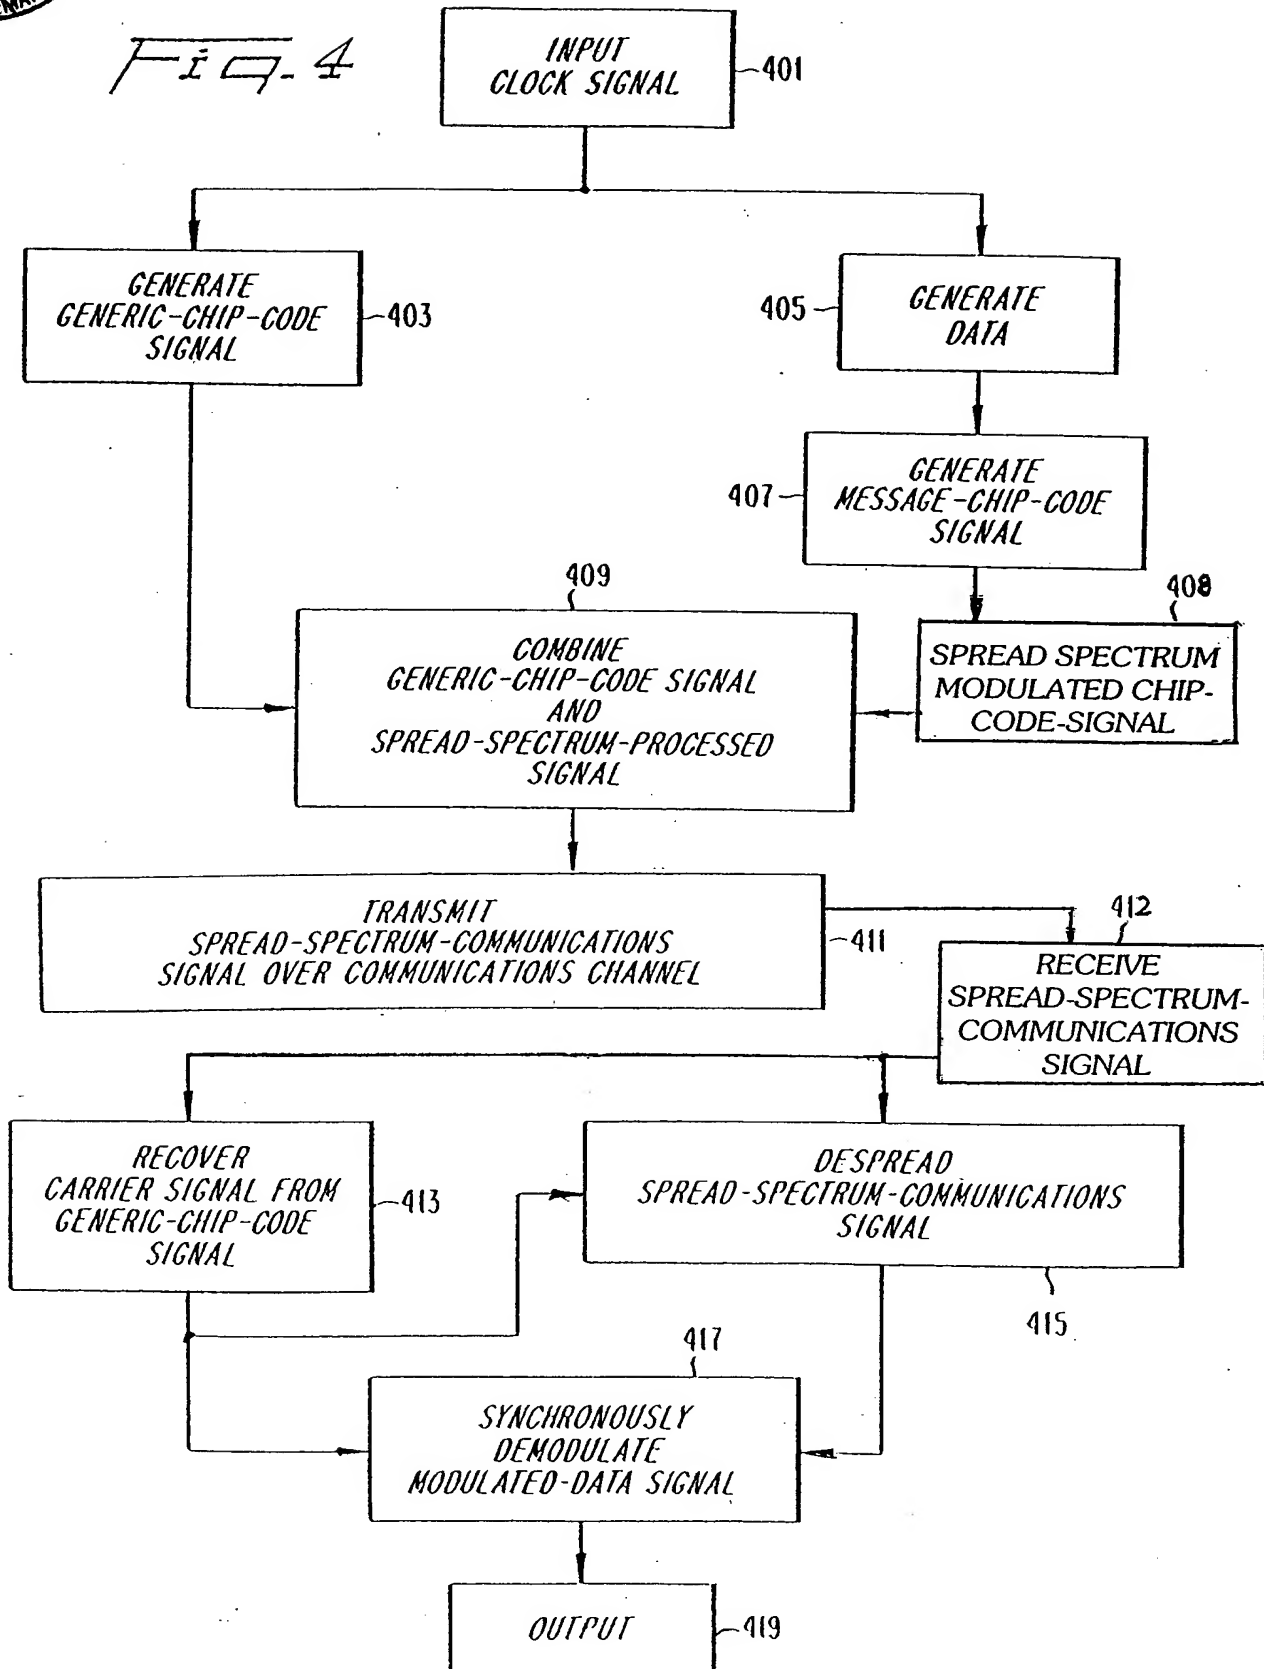 Fig. 4
INPUT
CLOCK SIGNAL
401
GENERATE
GENERIC-CHIP-CODE
SIGNAL
403
405
GENERATE
DATA
407
GENERATE
MESSAGE-CHIP-CODE
SIGNAL
408
SPREAD SPECTRUM
MODULATED CHIP-
CODE-SIGNAL
409
COMBINE
GENERIC-CHIP-CODE SIGNAL
AND
SPREAD-SPECTRUM-PROCESSED
SIGNAL
TRANSMIT
SPREAD-SPECTRUM-COMMUNICATIONS
SIGNAL OVER COMMUNICATIONS CHANNEL
411
412
RECEIVE
SPREAD-SPECTRUM-
COMMUNICATIONS
SIGNAL
RECOVER
CARRIER SIGNAL FROM
GENERIC-CHIP-CODE
SIGNAL
413
DESPREAD
SPREAD-SPECTRUM-COMMUNICATIONS
SIGNAL
415
417
SYNCHRONOUSLY
DEMODULATE
MODULATED-DATA SIGNAL
OUTPUT
419